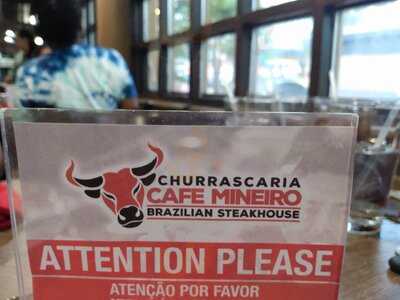 CHURRASCARIA
CAFE MINEIRO
BRAZILIAN STEAKHOUSE
ATTENTION PLEASE
ATENÇÃO POR FAVOR